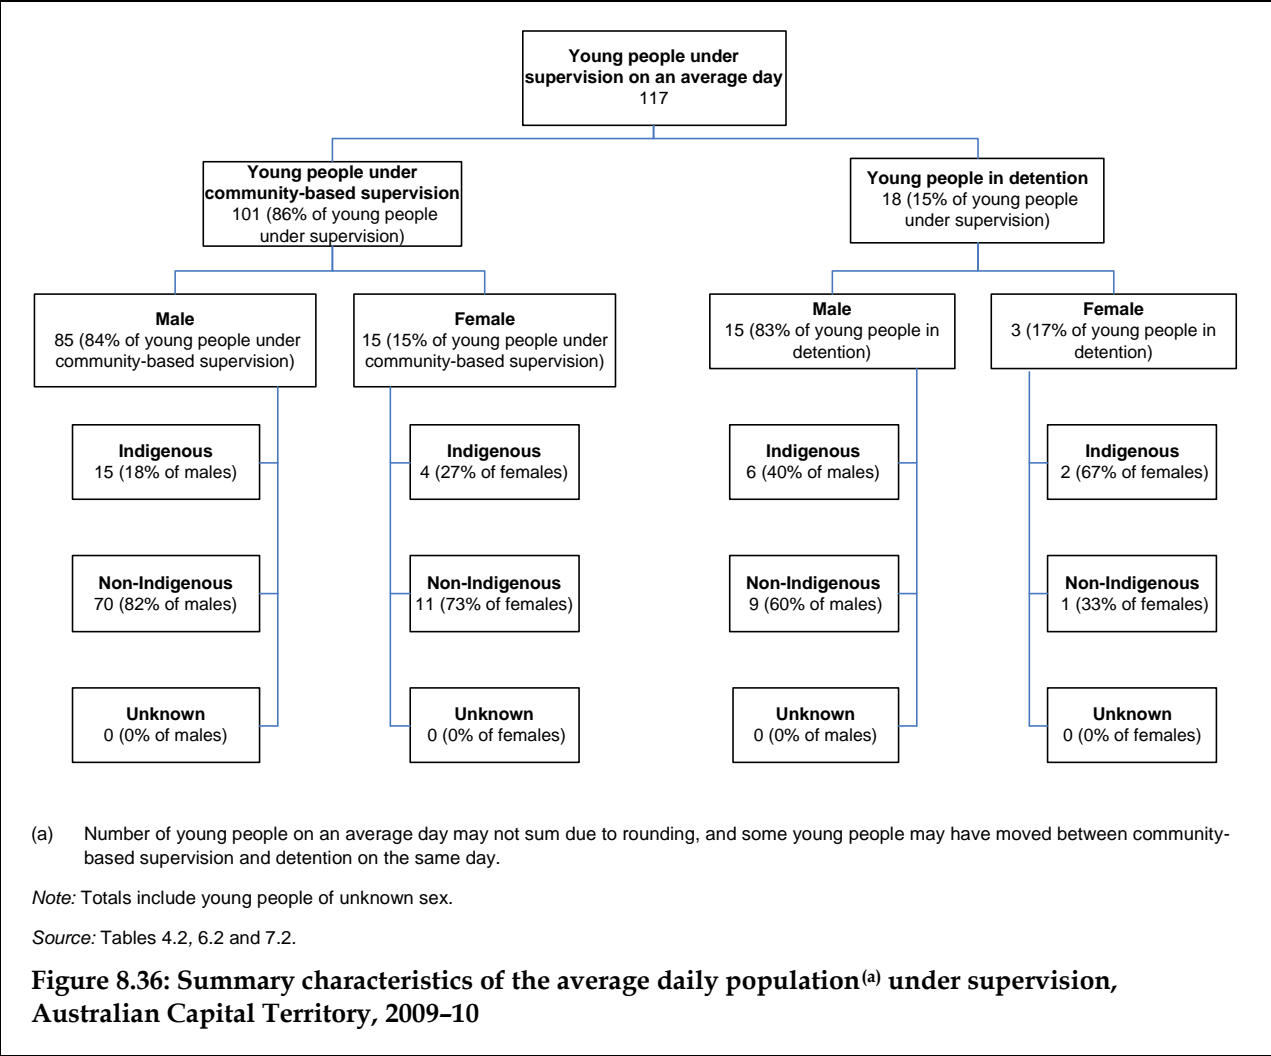 Young people under
supervision on an average day
117
Young people under
community-based supervision
101 (86% of young people
under supervision)
Young people in detention
18 (15% of young people
under supervision)
Male
85 (84% of young people under
community-based supervision)
Female
15 (15% of young people under
community-based supervision)
Male
15 (83% of young people in
detention)
Female
3 (17% of young people in
detention)
Indigenous
15 (18% of males)
Indigenous
4 (27% of females)
Indigenous
6 (40% of males)
Indigenous
2 (67% of females)
Non-Indigenous
70 (82% of males)
Non-Indigenous
11 (73% of females)
Non-Indigenous
9 (60% of males)
Non-Indigenous
1 (33% of females)
Unknown
0 (0% of males)
Unknown
0 (0% of females)
Unknown
0 (0% of males)
Unknown
0 (0% of females)
(a) Number of young people on an average day may not sum due to rounding, and some young people may have moved between community-
based supervision and detention on the same day.
Note: Totals include young people of unknown sex.
Source: Tables 4.2, 6.2 and 7.2.
Figure 8.36: Summary characteristics of the average daily population(a) under supervision,
Australian Capital Territory, 2009–10